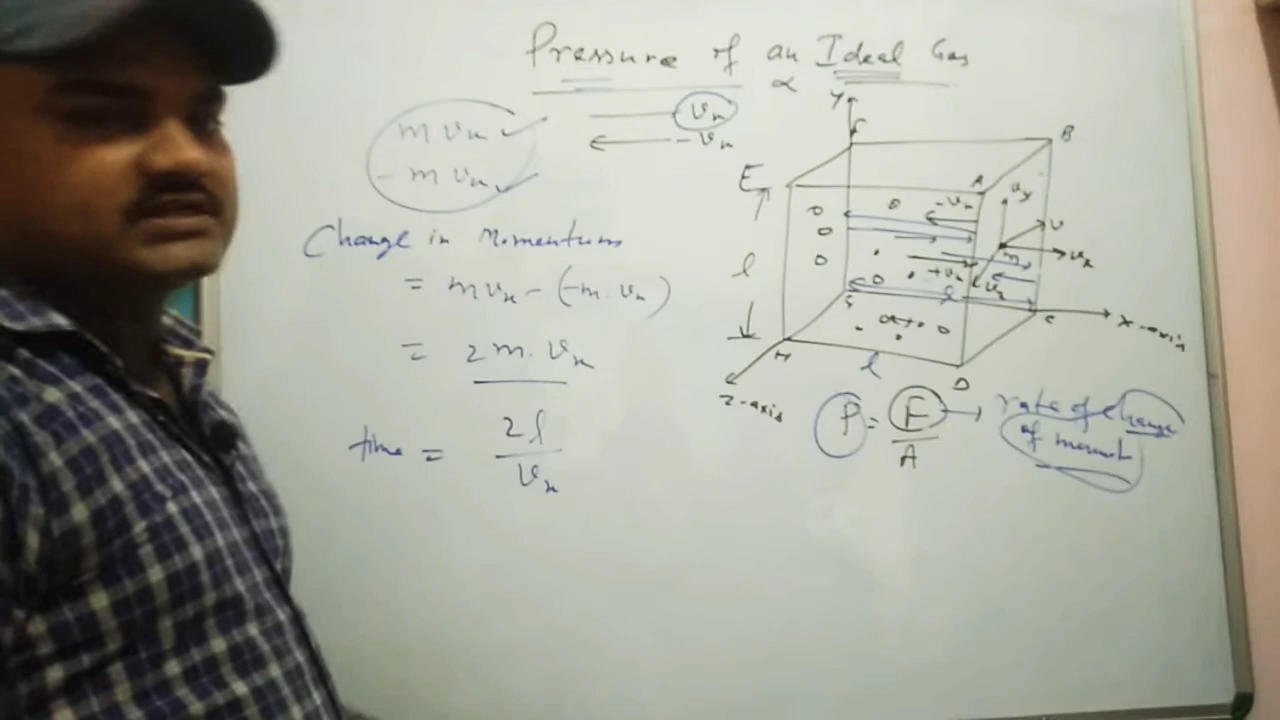 Pressure of an Ideal Gas
m vx
- m vx
vx
- vx
Change in Momentum
= m vx - (-m. vx)
= 2m. vx
time = 2l / vx
Y
F
B
E
A
-vx
vy
v
vx
m
+vx
l
l
G
C
X-axis
H
l
D
Z-axis
P = F / A → rate of change
of moment